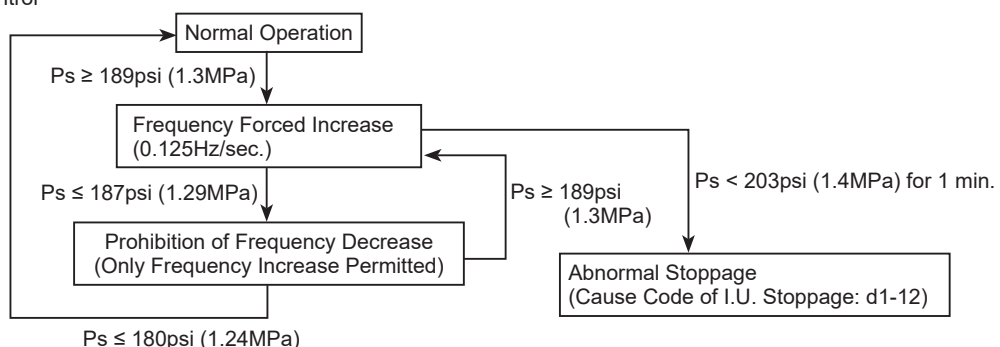 Normal Operation
Ps ≥ 189psi (1.3MPa)
Frequency Forced Increase
(0.125Hz/sec.)
Ps < 203psi (1.4MPa) for 1 min.
Ps ≤ 187psi (1.29MPa)
Ps ≥ 189psi
(1.3MPa)
Prohibition of Frequency Decrease
(Only Frequency Increase Permitted)
Abnormal Stoppage
(Cause Code of I.U. Stoppage: d1-12)
Ps ≤ 180psi (1.24MPa)